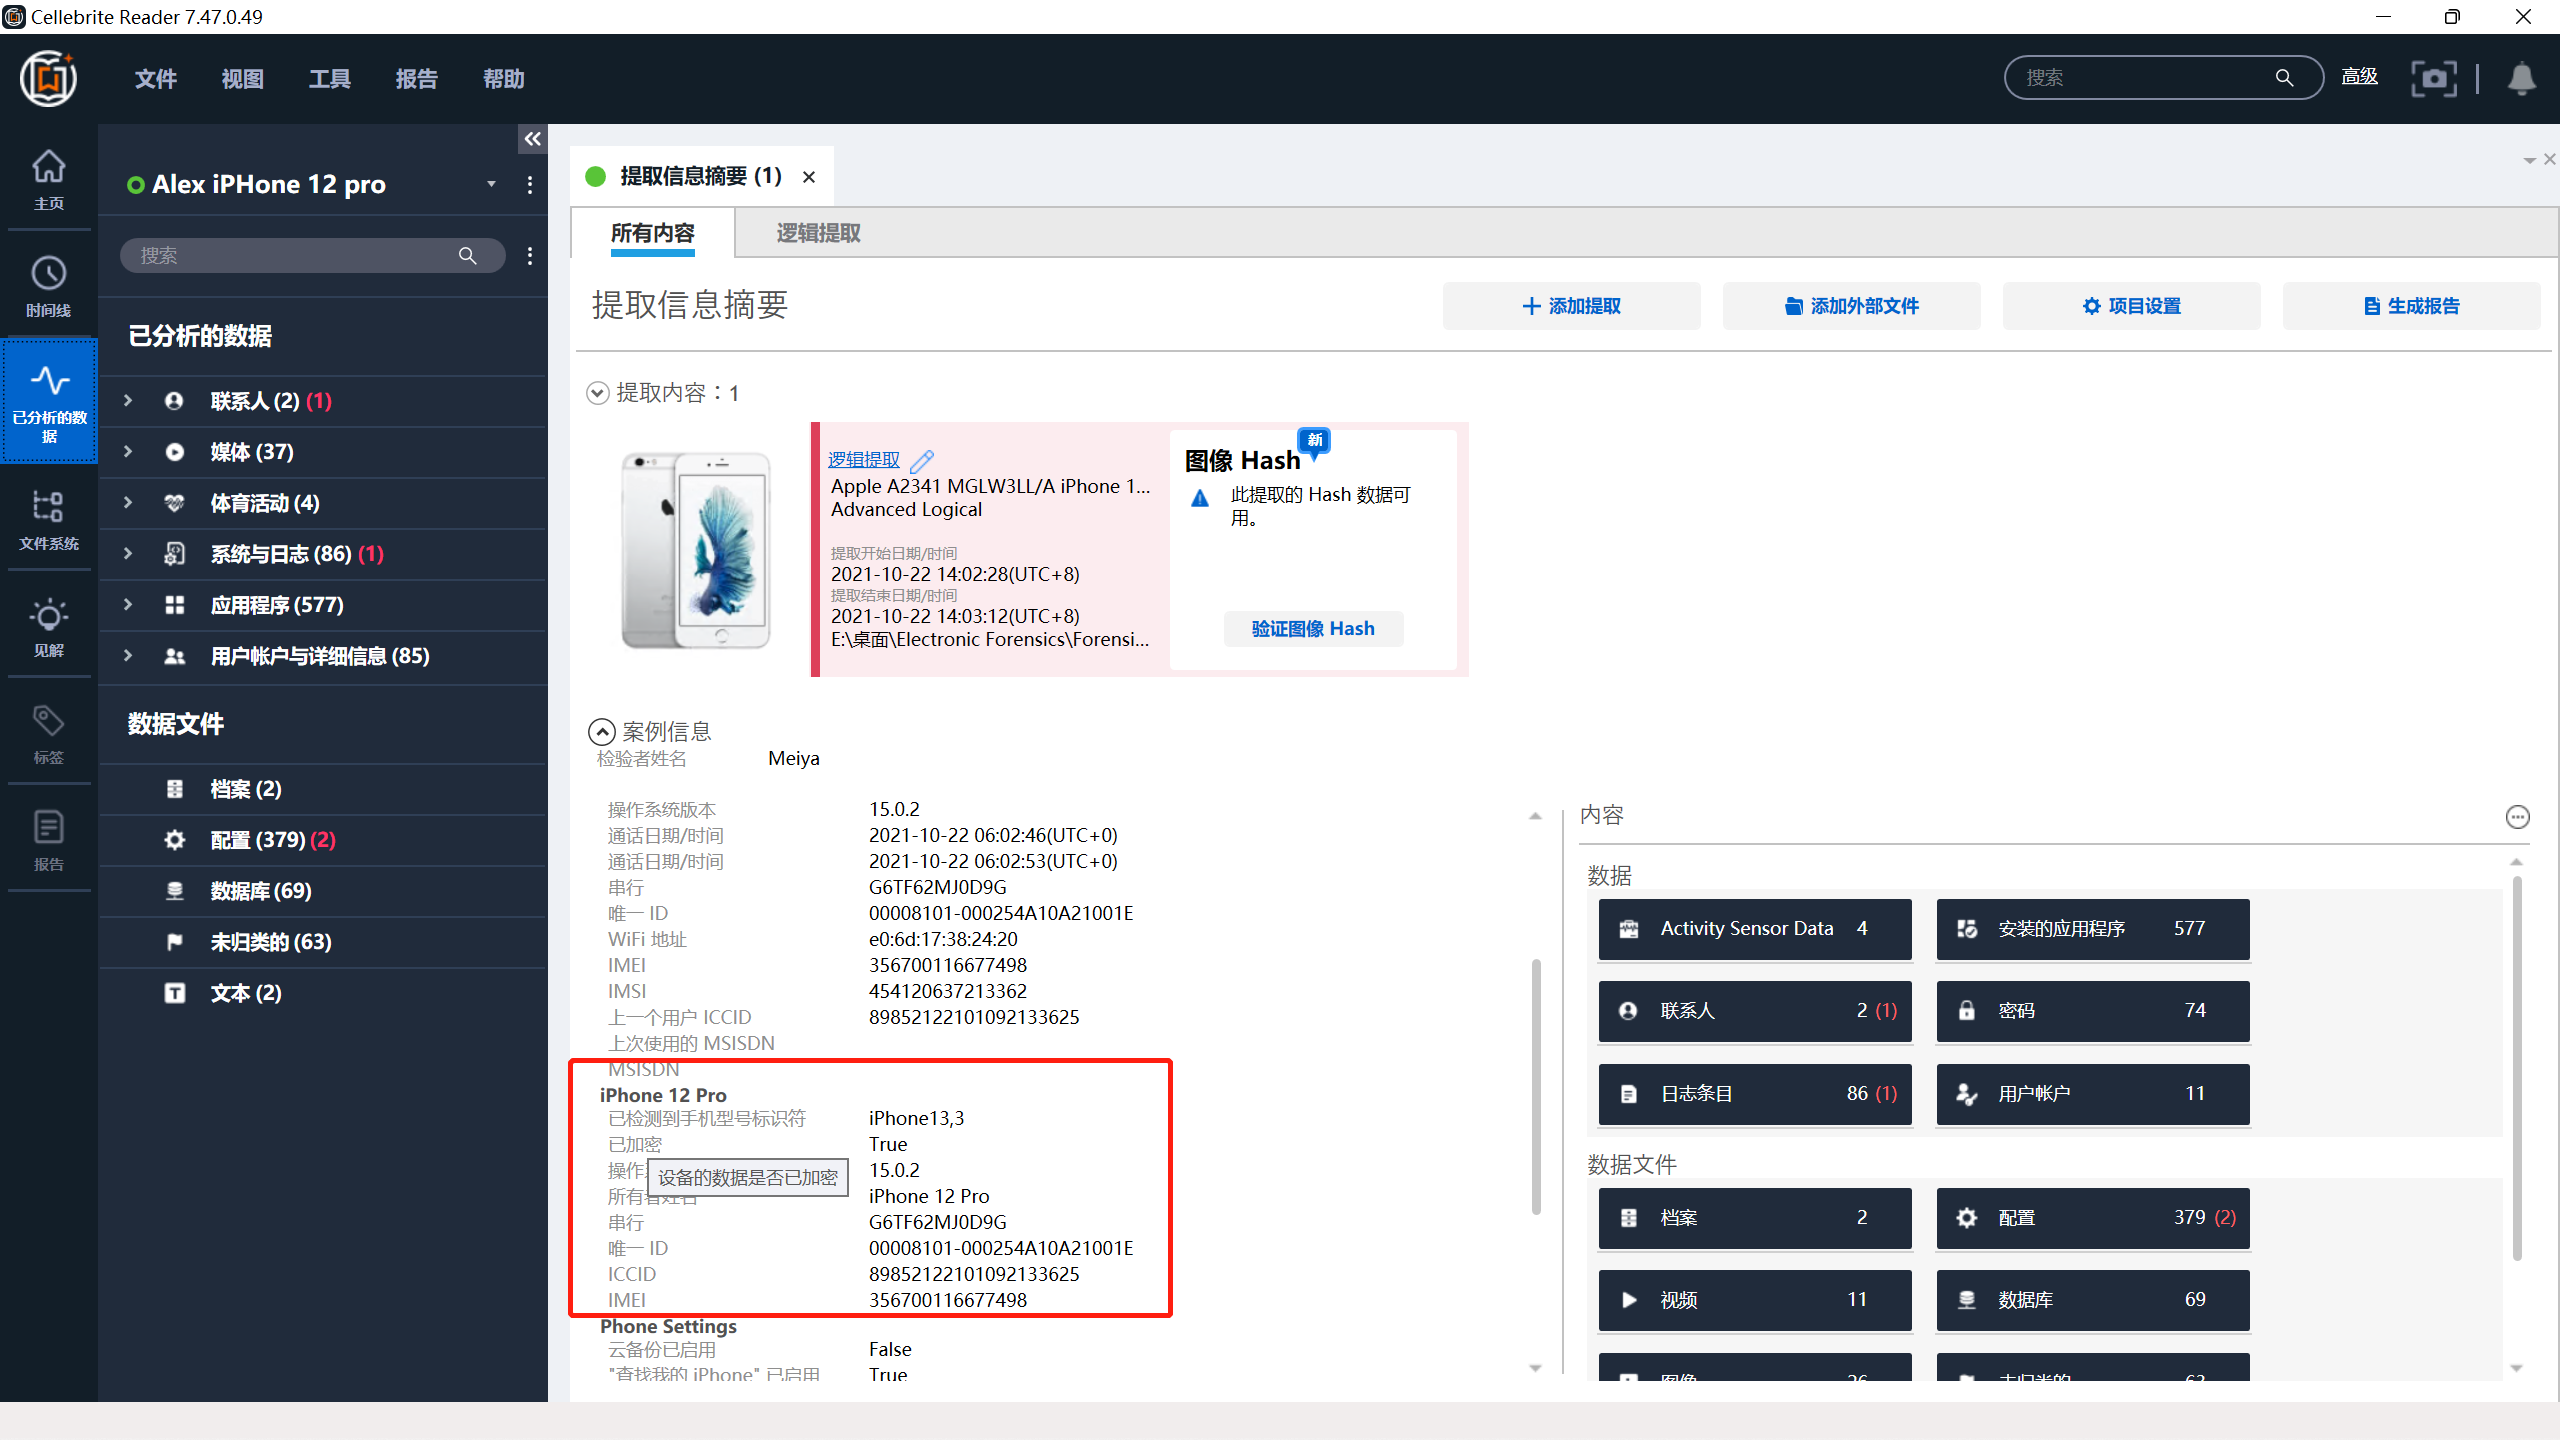 Cellebrite Reader 7.47.0.49
文件 视图 工具 报告 帮助
搜索 高级
主页
时间线
已分析的数据
文件系统
见解
标签
报告
Alex iPHone 12 pro
搜索
已分析的数据
联系人 (2) (1)
媒体 (37)
体育活动 (4)
系统与日志 (86) (1)
应用程序 (577)
用户帐户与详细信息 (85)
数据文件
档案 (2)
配置 (379) (2)
数据库 (69)
未归类的 (63)
文本 (2)
提取信息摘要 (1)
所有内容 逻辑提取
提取信息摘要
添加提取 添加外部文件 项目设置 生成报告
提取内容：1
逻辑提取
Apple A2341 MGLW3LL/A iPhone 1...
Advanced Logical
提取开始日期/时间
2021-10-22 14:02:28(UTC+8)
提取结束日期/时间
2021-10-22 14:03:12(UTC+8)
E:\桌面\Electronic Forensics\Forensi...
新
图像 Hash
此提取的 Hash 数据可
用。
验证图像 Hash
案例信息
检验者姓名 Meiya
操作系统版本 15.0.2
通话日期/时间 2021-10-22 06:02:46(UTC+0)
通话日期/时间 2021-10-22 06:02:53(UTC+0)
串行 G6TF62MJ0D9G
唯一 ID 00008101-000254A10A21001E
WiFi 地址 e0:6d:17:38:24:20
IMEI 356700116677498
IMSI 454120637213362
上一个用户 ICCID 89852122101092133625
上次使用的 MSISDN
MSISDN
iPhone 12 Pro
已检测到手机型号标识符 iPhone13,3
已加密 True
操作 15.0.2
设备的数据是否已加密
所有者姓名 iPhone 12 Pro
串行 G6TF62MJ0D9G
唯一 ID 00008101-000254A10A21001E
ICCID 89852122101092133625
IMEI 356700116677498
Phone Settings
云备份已启用 False
"查找我的 iPhone" 已启用 True
内容
数据
Activity Sensor Data 4
安装的应用程序 577
联系人 2 (1)
密码 74
日志条目 86 (1)
用户帐户 11
数据文件
档案 2
配置 379 (2)
视频 11
数据库 69
图像 26
未归类的 63